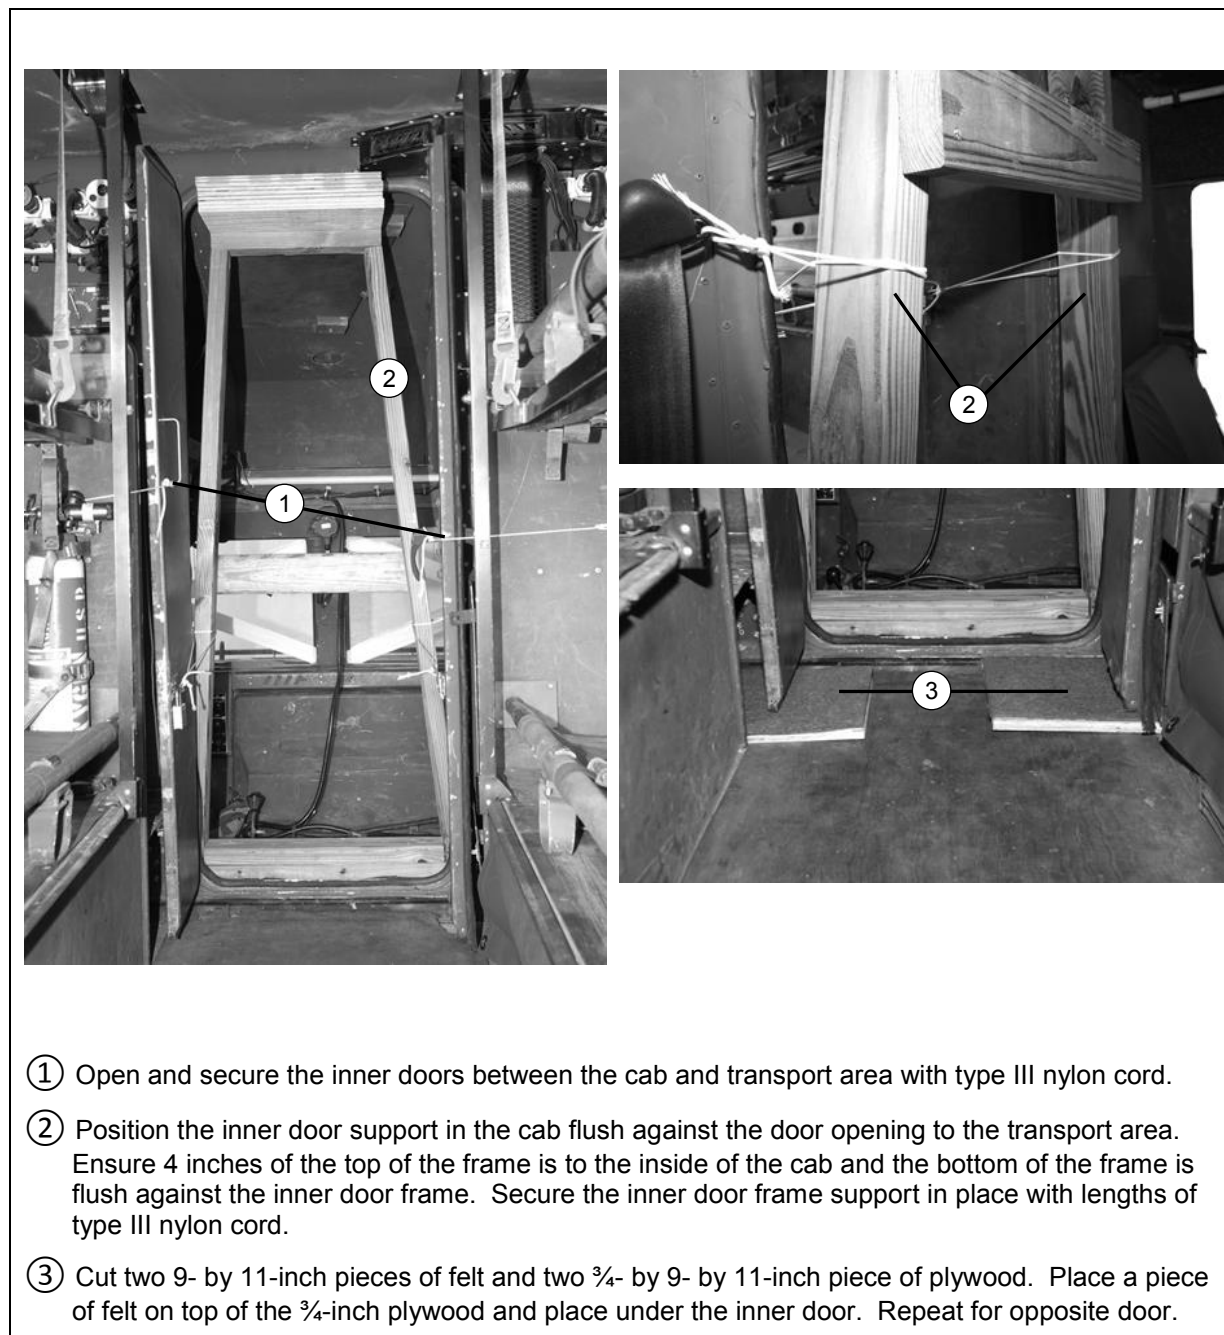 1
2
2
3
① Open and secure the inner doors between the cab and transport area with type III nylon cord.
② Position the inner door support in the cab flush against the door opening to the transport area.
Ensure 4 inches of the top of the frame is to the inside of the cab and the bottom of the frame is
flush against the inner door frame. Secure the inner door frame support in place with lengths of
type III nylon cord.
③ Cut two 9- by 11-inch pieces of felt and two ¾- by 9- by 11-inch piece of plywood. Place a piece
of felt on top of the ¾-inch plywood and place under the inner door. Repeat for opposite door.